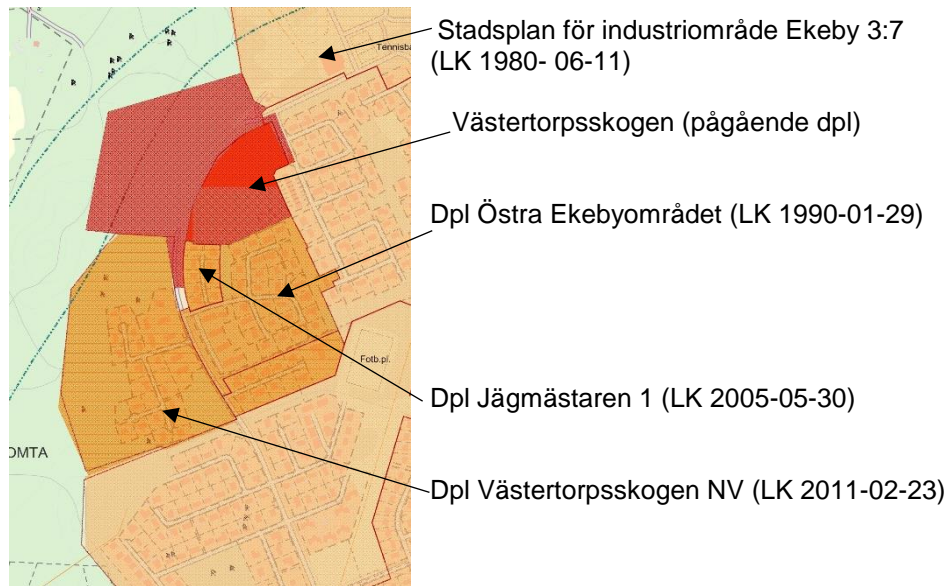 Stadsplan för industriområde Ekeby 3:7
(LK 1980- 06-11)
Tennisba
Västertorpsskogen (pågående dpl)
Dpl Östra Ekebyområdet (LK 1990-01-29)
Fotb.pl.
Dpl Jägmästaren 1 (LK 2005-05-30)
OMTA
Dpl Västertorpsskogen NV (LK 2011-02-23)